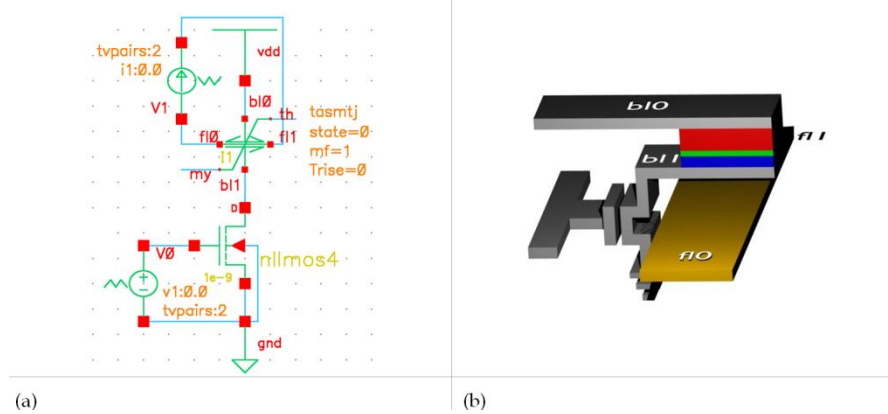 tvpairs:2
i1:0.0
V1
vdd
bl0
th
tasmtj
state=0
mf=1
Trise=0
fl0
fl1
I1
my
bl1
D
V0
nllmos4
1e-9
v1:0.0
tvpairs:2
gnd
bl0
fl1
bl1
fl0
(a)
(b)